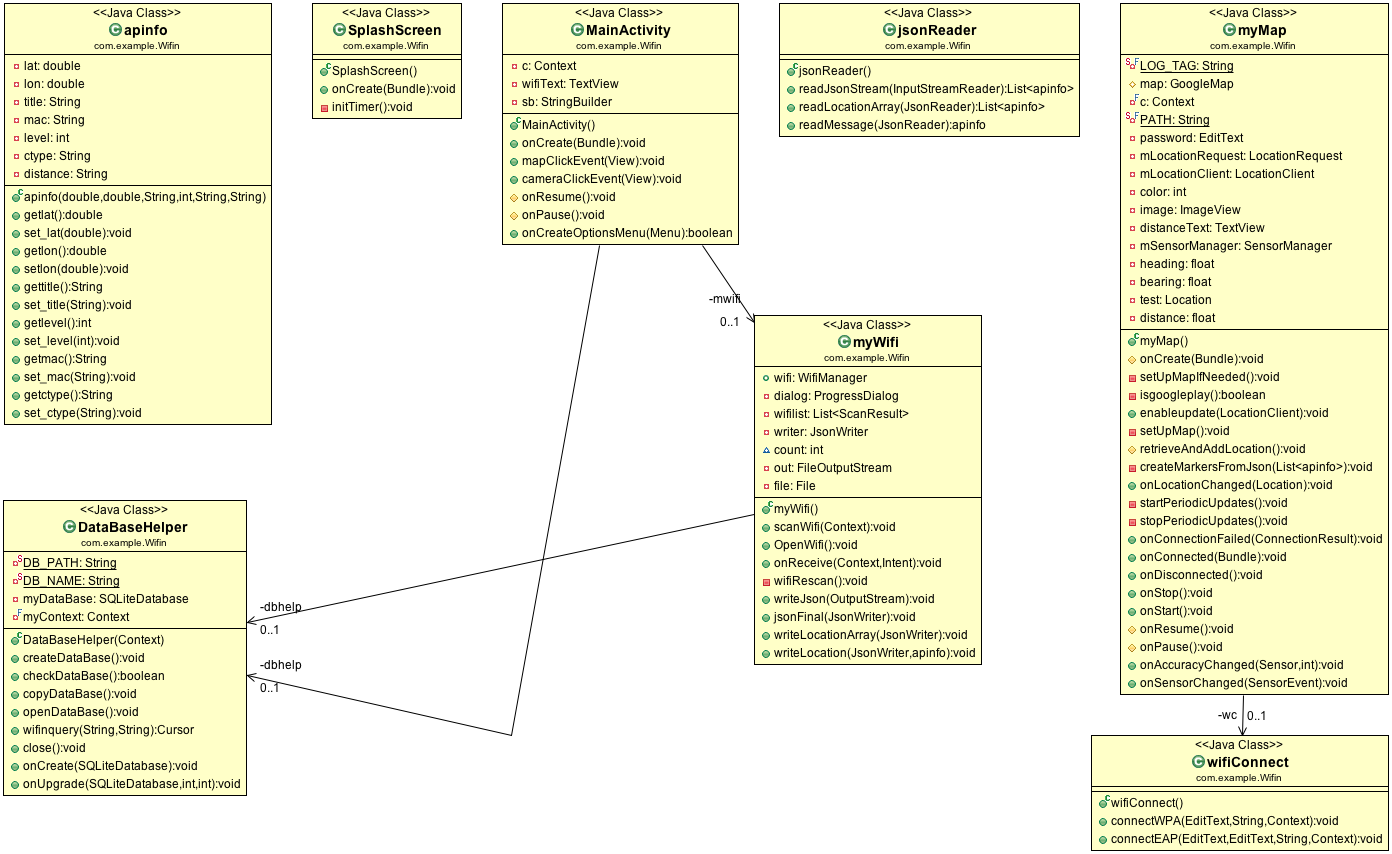 <<Java Class>>
apinfo
com.example.Wifin
lat: double
lon: double
title: String
mac: String
level: int
ctype: String
distance: String
apinfo(double,double,String,int,String,String)
getlat():double
set_lat(double):void
getlon():double
setlon(double):void
gettitle():String
set_title(String):void
getlevel():int
set_level(int):void
getmac():String
set_mac(String):void
getctype():String
set_ctype(String):void
<<Java Class>>
SplashScreen
com.example.Wifin
SplashScreen()
onCreate(Bundle):void
initTimer():void
<<Java Class>>
MainActivity
com.example.Wifin
c: Context
wifiText: TextView
sb: StringBuilder
MainActivity()
onCreate(Bundle):void
mapClickEvent(View):void
cameraClickEvent(View):void
onResume():void
onPause():void
onCreateOptionsMenu(Menu):boolean
<<Java Class>>
jsonReader
com.example.Wifin
jsonReader()
readJsonStream(InputStreamReader):List<apinfo>
readLocationArray(JsonReader):List<apinfo>
readMessage(JsonReader):apinfo
<<Java Class>>
myMap
com.example.Wifin
LOG_TAG: String
map: GoogleMap
c: Context
PATH: String
password: EditText
mLocationRequest: LocationRequest
mLocationClient: LocationClient
color: int
image: ImageView
distanceText: TextView
mSensorManager: SensorManager
heading: float
bearing: float
test: Location
distance: float
myMap()
onCreate(Bundle):void
setUpMapIfNeeded():void
isgoogleplay():boolean
enableupdate(LocationClient):void
setUpMap():void
retrieveAndAddLocation():void
createMarkersFromJson(List<apinfo>):void
onLocationChanged(Location):void
startPeriodicUpdates():void
stopPeriodicUpdates():void
onConnectionFailed(ConnectionResult):void
onConnected(Bundle):void
onDisconnected():void
onStop():void
onStart():void
onResume():void
onPause():void
onAccuracyChanged(Sensor,int):void
onSensorChanged(SensorEvent):void
-mwifi
0..1
<<Java Class>>
myWifi
com.example.Wifin
wifi: WifiManager
dialog: ProgressDialog
wifilist: List<ScanResult>
writer: JsonWriter
count: int
out: FileOutputStream
file: File
myWifi()
scanWifi(Context):void
OpenWifi():void
onReceive(Context,Intent):void
wifiRescan():void
writeJson(OutputStream):void
jsonFinal(JsonWriter):void
writeLocationArray(JsonWriter):void
writeLocation(JsonWriter,apinfo):void
<<Java Class>>
DataBaseHelper
com.example.Wifin
DB_PATH: String
DB_NAME: String
myDataBase: SQLiteDatabase
myContext: Context
DataBaseHelper(Context)
createDataBase():void
checkDataBase():boolean
copyDataBase():void
openDataBase():void
wifinquery(String,String):Cursor
close():void
onCreate(SQLiteDatabase):void
onUpgrade(SQLiteDatabase,int,int):void
-dbhelp
0..1
-dbhelp
0..1
-wc
0..1
<<Java Class>>
wifiConnect
com.example.Wifin
wifiConnect()
connectWPA(EditText,String,Context):void
connectEAP(EditText,EditText,String,Context):void